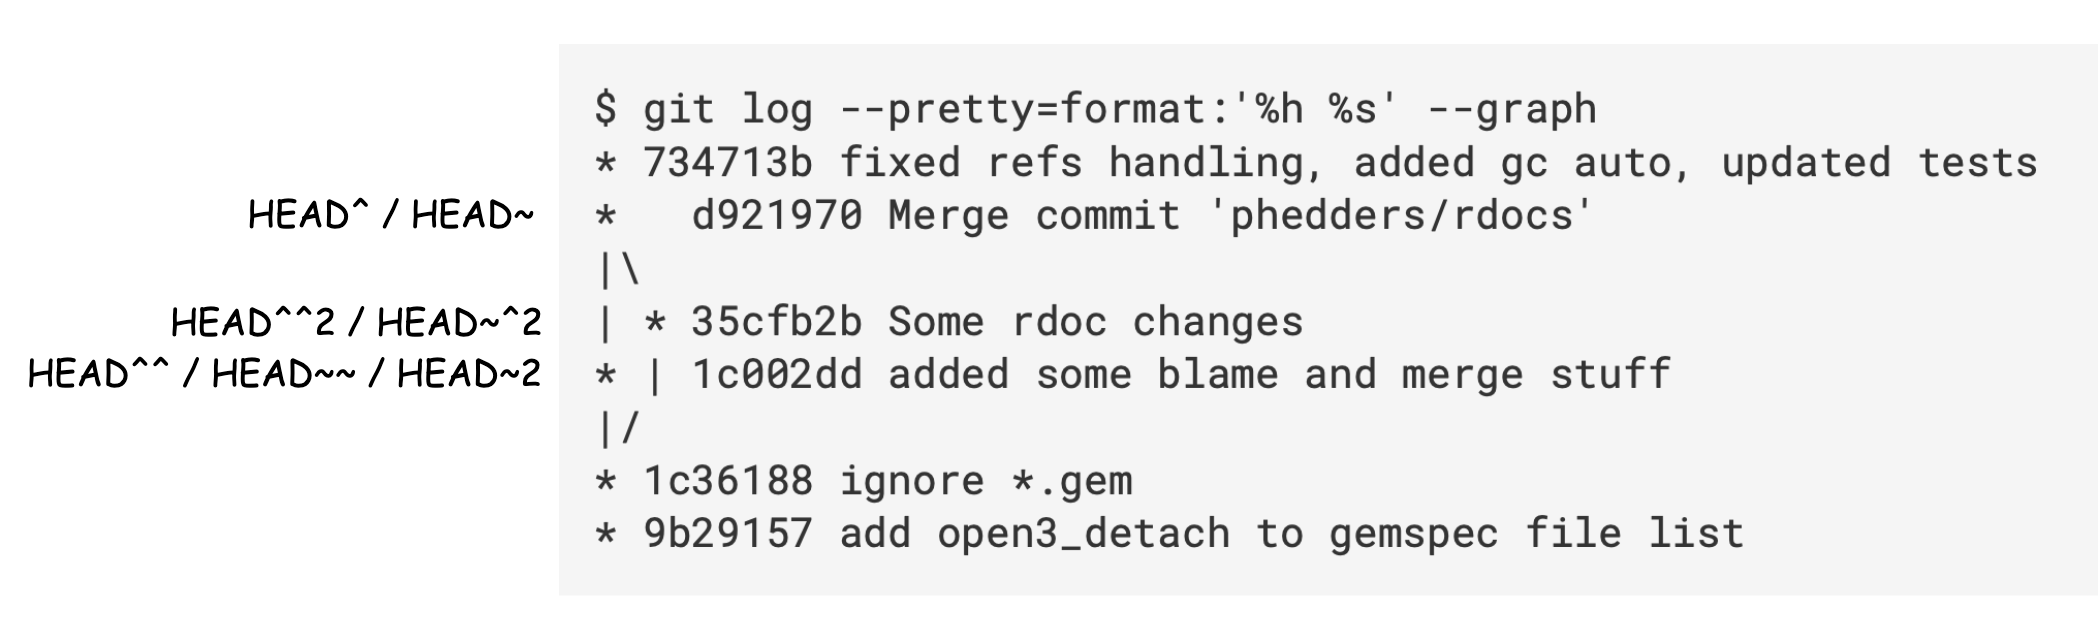 $ git log --pretty=format:'%h %s' --graph
* 734713b fixed refs handling, added gc auto, updated tests
HEAD^ / HEAD~ *   d921970 Merge commit 'phedders/rdocs'
|\
HEAD^^2 / HEAD~^2 | * 35cfb2b Some rdoc changes
HEAD^^ / HEAD~~ / HEAD~2 * | 1c002dd added some blame and merge stuff
|/
* 1c36188 ignore *.gem
* 9b29157 add open3_detach to gemspec file list